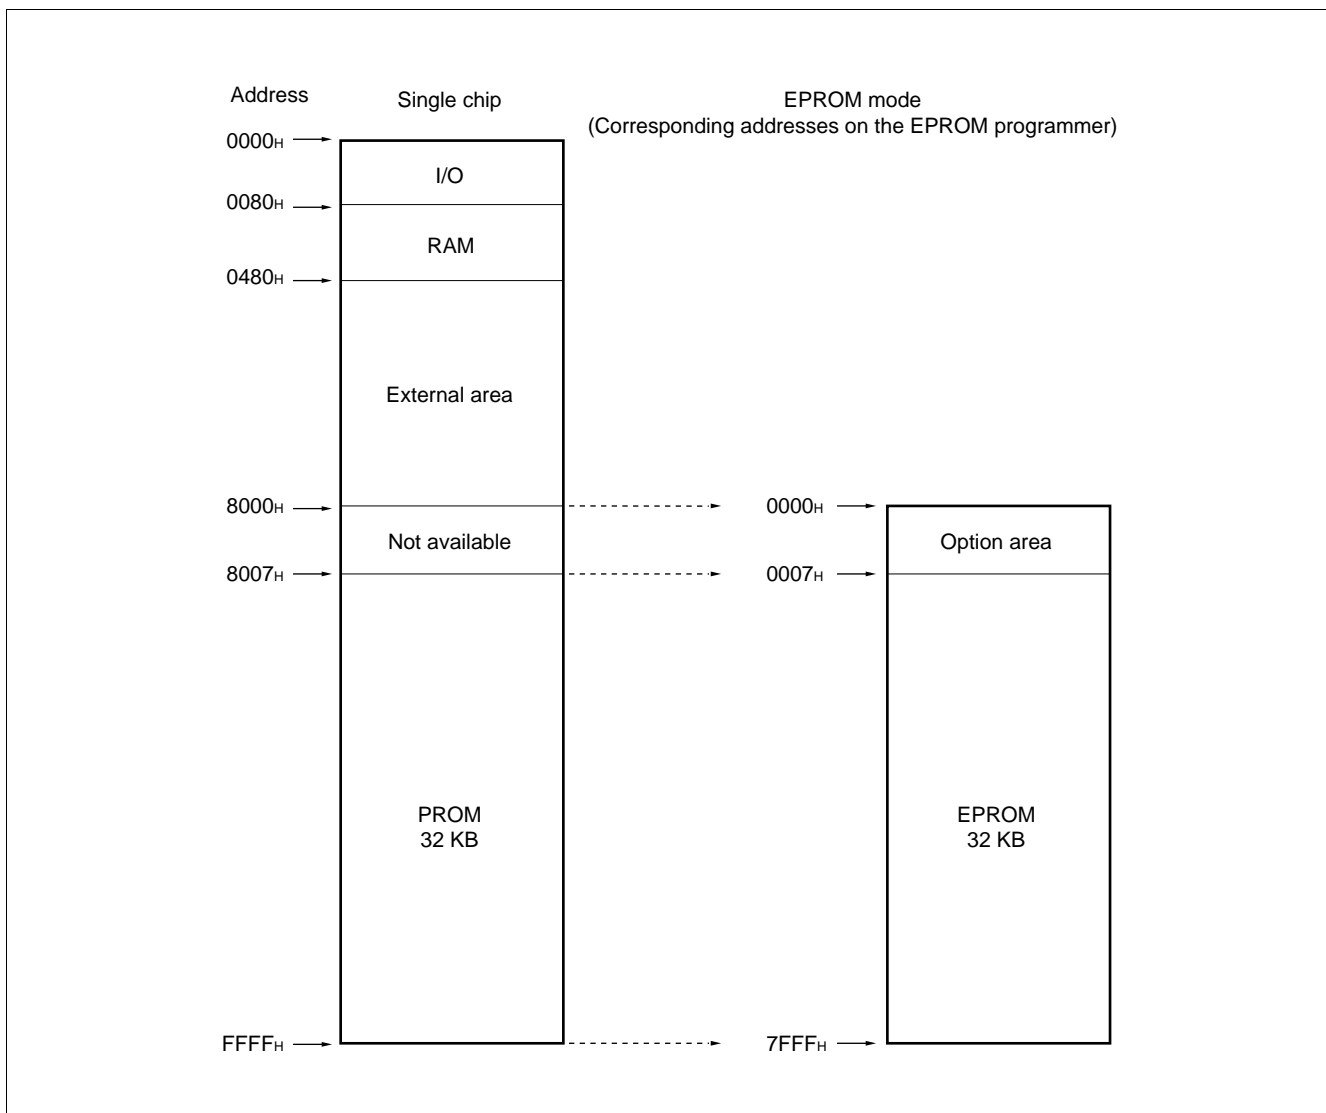 Address
Single chip
EPROM mode
(Corresponding addresses on the EPROM programmer)
0000H
I/O
0080H
RAM
0480H
External area
8000H
0000H
Not available
Option area
8007H
0007H
PROM
32 KB
EPROM
32 KB
FFFFH
7FFFH